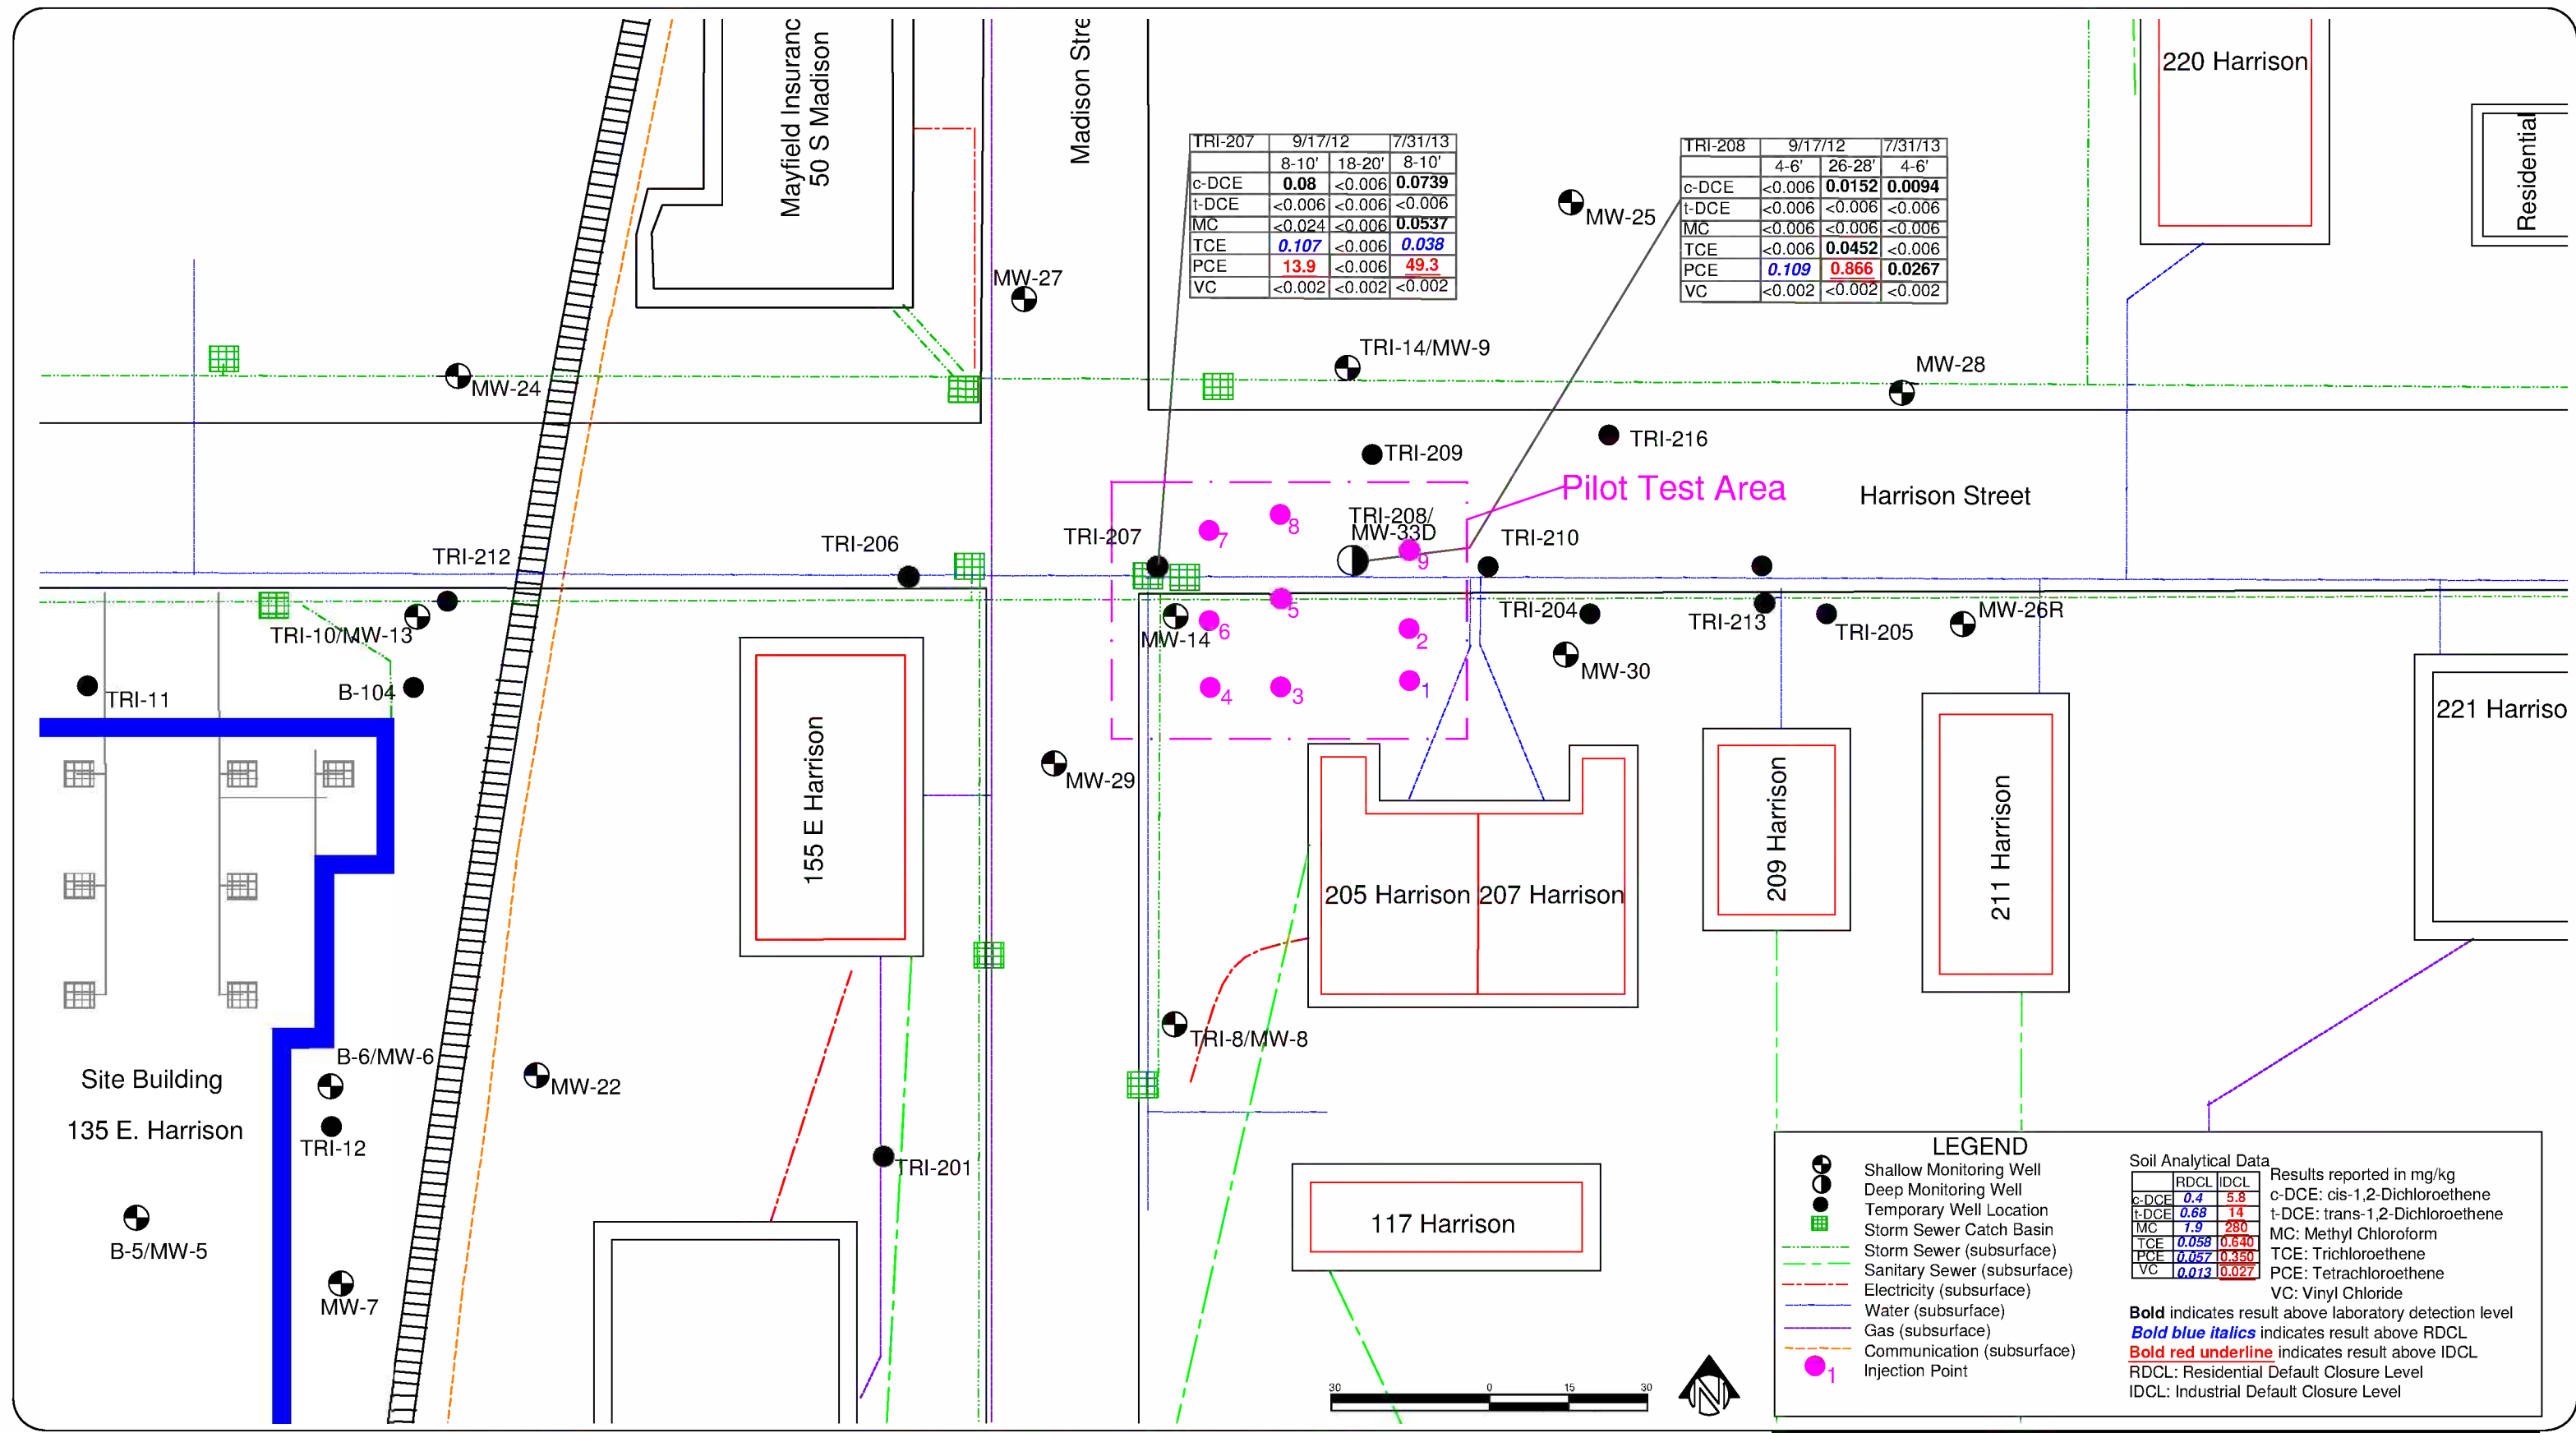 Mayfield Insuranc
50 S Madison
Madison Stre
220 Harrison
Residential
TRI-207 9/17/12 7/31/13
8-10' 18-20' 8-10'
c-DCE 0.08 <0.006 0.0739
t-DCE <0.006 <0.006 <0.006
MC <0.024 <0.006 0.0537
TCE 0.107 <0.006 0.038
PCE 13.9 <0.006 49.3
VC <0.002 <0.002 <0.002
TRI-208 9/17/12 7/31/13
4-6' 26-28' 4-6'
c-DCE <0.006 0.0152 0.0094
t-DCE <0.006 <0.006 <0.006
MC <0.006 <0.006 <0.006
TCE <0.006 0.0452 <0.006
PCE 0.109 0.866 0.0267
VC <0.002 <0.002 <0.002
MW-25
MW-27
TRI-14/MW-9
MW-28
MW-24
TRI-216
TRI-209
Pilot Test Area
Harrison Street
TRI-208/
MW-33D
8
7
9
TRI-207
TRI-210
TRI-206
TRI-212
TRI-10/MW-13
MW-14
6
5
2
TRI-204
TRI-213
TRI-205
MW-26R
MW-30
B-104
TRI-11
4
3
1
221 Harriso
MW-29
155 E Harrison
205 Harrison
207 Harrison
209 Harrison
211 Harrison
TRI-8/MW-8
B-6/MW-6
Site Building
135 E. Harrison
MW-22
TRI-12
TRI-201
B-5/MW-5
MW-7
117 Harrison
30 0 15 30
N
LEGEND
Shallow Monitoring Well
Deep Monitoring Well
Temporary Well Location
Storm Sewer Catch Basin
Storm Sewer (subsurface)
Sanitary Sewer (subsurface)
Electricity (subsurface)
Water (subsurface)
Gas (subsurface)
Communication (subsurface)
1 Injection Point
Soil Analytical Data
RDCL IDCL
c-DCE 0.4 5.8
t-DCE 0.68 14
MC 1.9 280
TCE 0.058 0.640
PCE 0.057 0.350
VC 0.013 0.027
Results reported in mg/kg
c-DCE: cis-1,2-Dichloroethene
t-DCE: trans-1,2-Dichloroethene
MC: Methyl Chloroform
TCE: Trichloroethene
PCE: Tetrachloroethene
VC: Vinyl Chloride
Bold indicates result above laboratory detection level
Bold blue italics indicates result above RDCL
Bold red underline indicates result above IDCL
RDCL: Residential Default Closure Level
IDCL: Industrial Default Closure Level